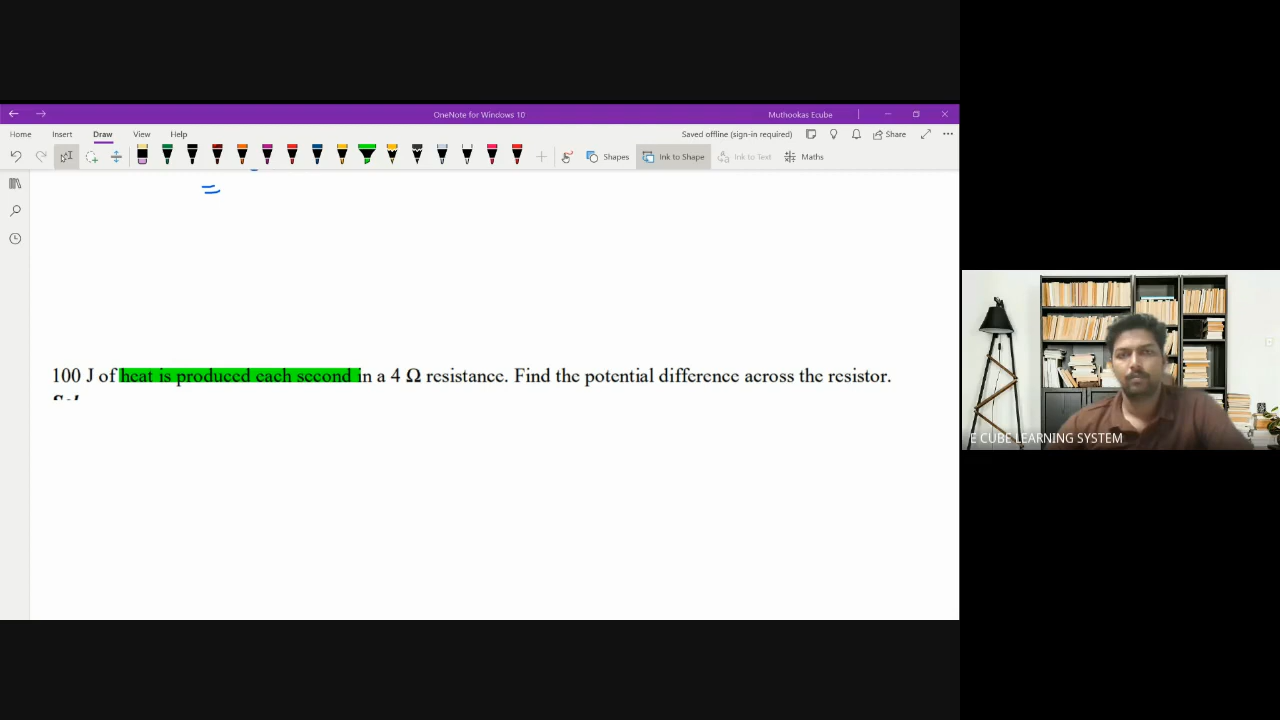 OneNote for Windows 10
Muthookas Ecube
Home Insert Draw View Help
Saved offline (sign-in required)
Share
Shapes
Ink to Shape
Ink to Text
Maths
=
100 J of heat is produced each second in a 4 Ω resistance. Find the potential difference across the resistor.
E CUBE LEARNING SYSTEM